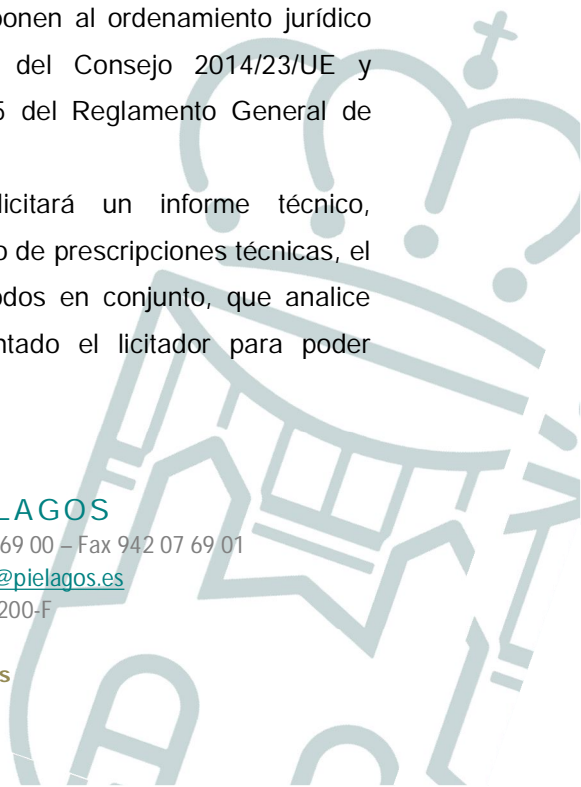 ponen al ordenamiento jurídico
del Consejo 2014/23/UE y
5 del Reglamento General de
licitará un informe técnico,
o de prescripciones técnicas, el
odos en conjunto, que analice
ntado el licitador para poder
LAGOS
69 00 – Fax 942 07 69 01
@pielagos.es
200-F
s